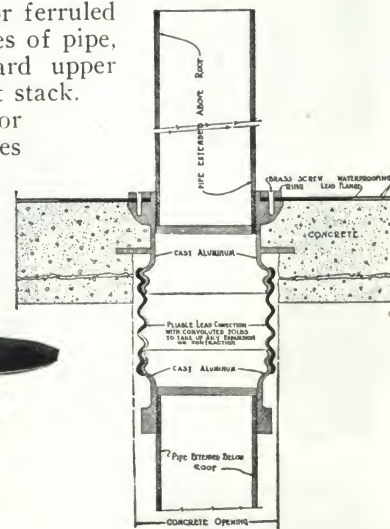 or ferruled
es of pipe,
ard upper
t stack.
or
es
PIPE EXTENDED ABOVE ROOF
BRASS SCREW WATERPROOFING
RING LEAD FLANGE
CONCRETE
CAST ALUMINUM
PLIABLE LEAD CONNECTION
WITH CONVOLUTED FOLDS
TO TAKE UP ANY EXPANSION
OR CONTRACTION
CAST ALUMINUM
PIPE EXTENDED BELOW
ROOF
CONCRETE OPENING